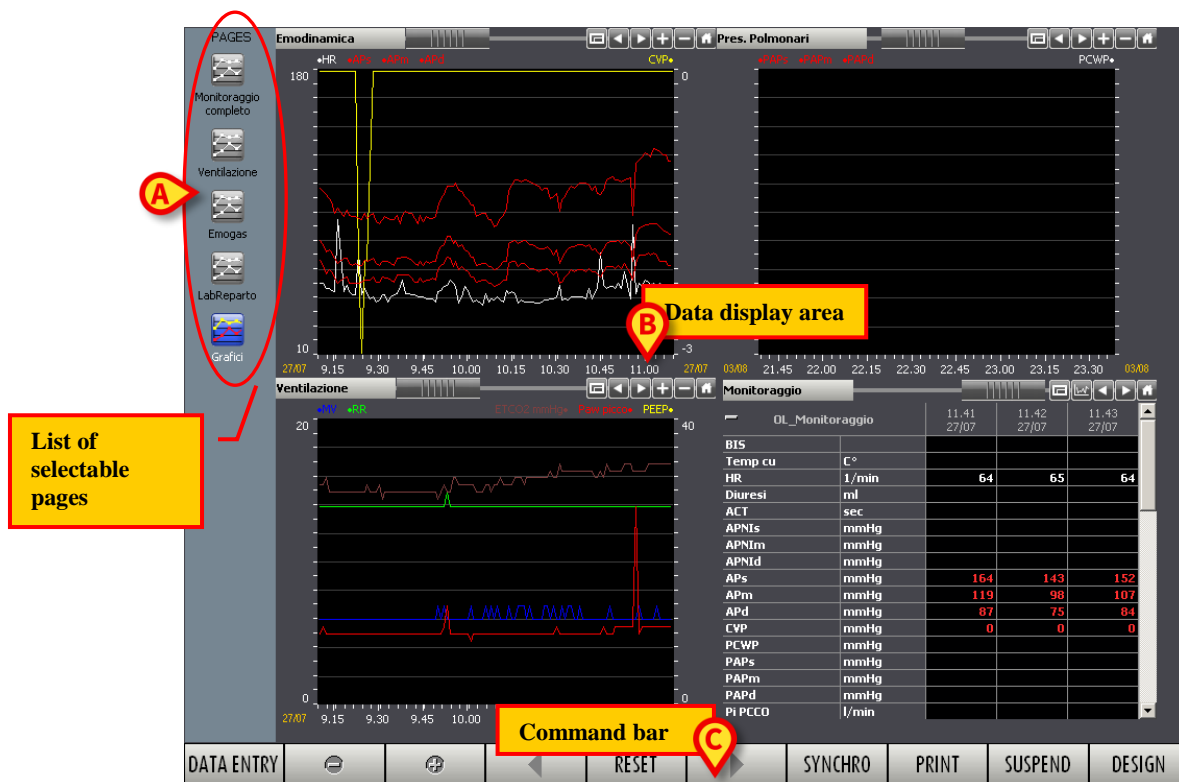 PAGES
Monitoraggio
completo
Ventilazione
Emogas
LabReparto
Grafici
A
List of
selectable
pages
Emodinamica
HR APs APm APd CVP
180 0
10 -3
27/07 9.15 9.30 9.45 10.00 10.15 10.30 10.45 11.00 27/07
B
Data display area
Pres. Polmonari
PAPs PAPm PAPd PCWP
03/08 21.45 22.00 22.15 22.30 22.45 23.00 23.15 23.30 03/08
Ventilazione
MV RR ETCO2 mmHg PEEP
20 40
0 0
27/07 9.15 9.30 9.45 10.00
Monitoraggio
OL_Monitoraggio 11.41 11.42 11.43
27/07 27/07 27/07
BIS
Temp cu C°
HR 1/min 64 65 64
Diuresi ml
ACT sec
APNIs mmHg
APNIm mmHg
APNId mmHg
APs mmHg 164 143 152
APm mmHg 119 98 107
APd mmHg 87 75 84
CVP mmHg 0 0 0
PCWP mmHg
PAPs mmHg
PAPm mmHg
PAPd mmHg
Pi PCCO l/min
Command bar
C
DATA ENTRY RESET SYNCHRO PRINT SUSPEND DESIGN